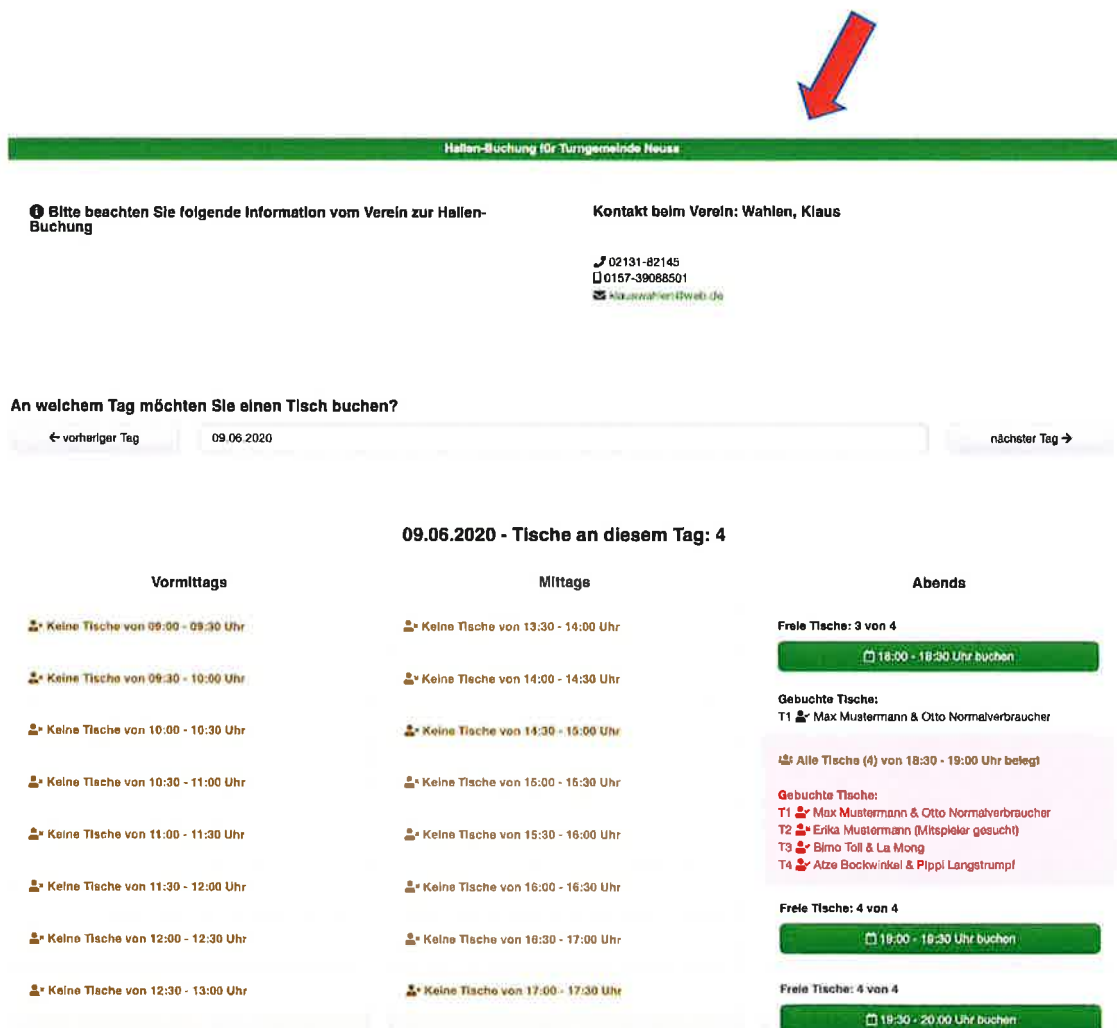 Hallen-Buchung für Turngemeinde Neuss
Bitte beachten Sie folgende Information vom Verein zur Hallen-
Buchung
Kontakt beim Verein: Wahlen, Klaus
02131-82145
0157-39088501
klauswahlen@web.de
An welchem Tag möchten Sie einen Tisch buchen?
← vorheriger Tag
09.06.2020
nächster Tag →
09.06.2020 - Tische an diesem Tag: 4
Vormittags
Keine Tische von 09:00 - 09:30 Uhr
Keine Tische von 09:30 - 10:00 Uhr
Keine Tische von 10:00 - 10:30 Uhr
Keine Tische von 10:30 - 11:00 Uhr
Keine Tische von 11:00 - 11:30 Uhr
Keine Tische von 11:30 - 12:00 Uhr
Keine Tische von 12:00 - 12:30 Uhr
Keine Tische von 12:30 - 13:00 Uhr
Mittags
Keine Tische von 13:30 - 14:00 Uhr
Keine Tische von 14:00 - 14:30 Uhr
Keine Tische von 14:30 - 15:00 Uhr
Keine Tische von 15:00 - 15:30 Uhr
Keine Tische von 15:30 - 16:00 Uhr
Keine Tische von 16:00 - 16:30 Uhr
Keine Tische von 16:30 - 17:00 Uhr
Keine Tische von 17:00 - 17:30 Uhr
Abends
Freie Tische: 3 von 4
18:00 - 18:30 Uhr buchen
Gebuchte Tische:
T1 Max Mustermann & Otto Normalverbraucher
Alle Tische (4) von 18:30 - 19:00 Uhr belegt
Gebuchte Tische:
T1 Max Mustermann & Otto Normalverbraucher
T2 Erika Mustermann (Mitspieler gesucht)
T3 Bimo Toll & La Mong
T4 Atze Bockwinkel & Pippi Langstrumpf
Freie Tische: 4 von 4
19:00 - 19:30 Uhr buchen
Freie Tische: 4 von 4
19:30 - 20:00 Uhr buchen